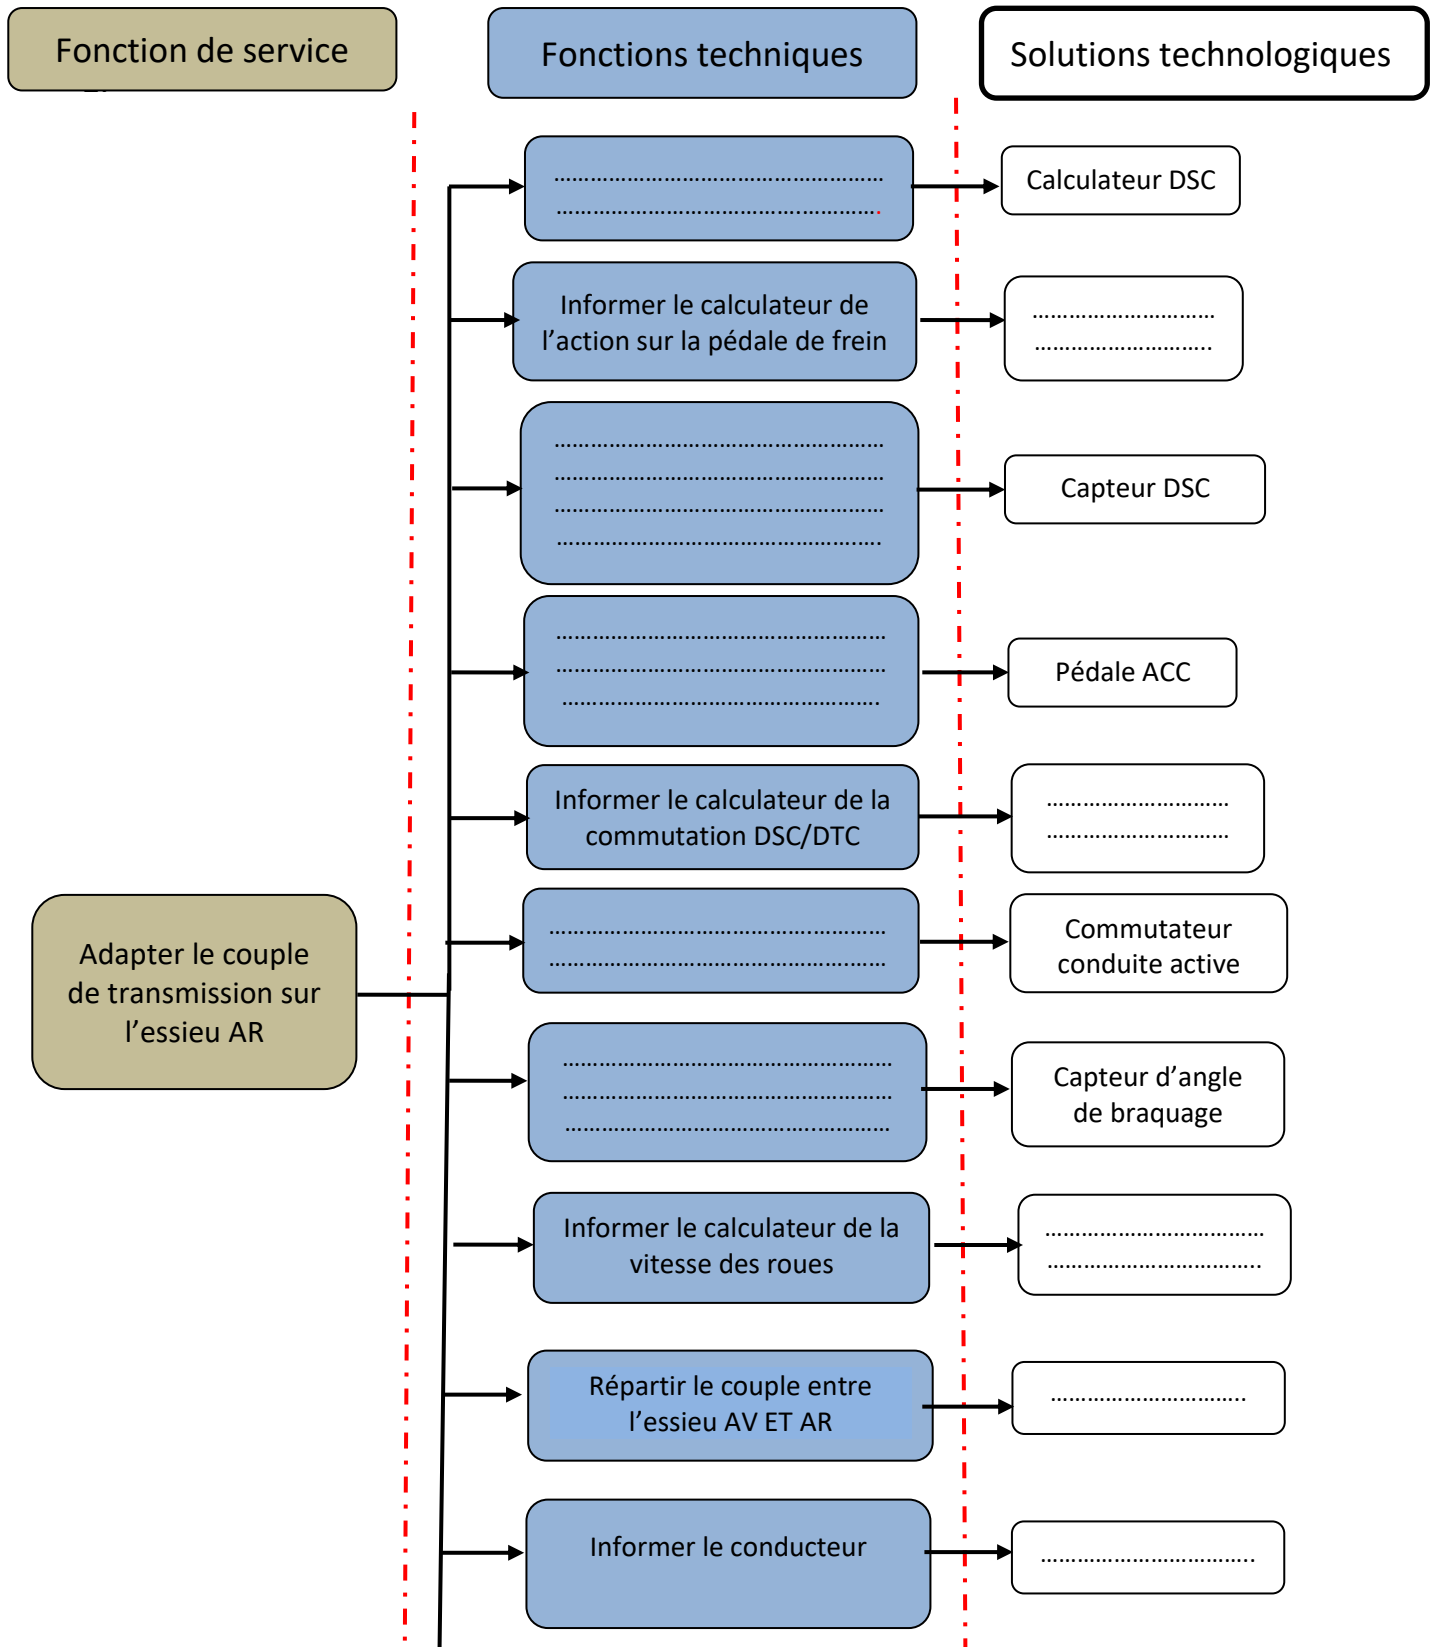 Fonction de service
Fonctions techniques
Solutions technologiques
……………………………………………
……………………………….………….
Calculateur DSC
Informer le calculateur de
l’action sur la pédale de frein
…………………………
………………………..
……………………………………………
……………………………………………
……………………………………………
…………………………………………..
Capteur DSC
……………………………………………
……………………………………………
………………………………………….
Pédale ACC
Informer le calculateur de la
commutation DSC/DTC
…………………………
…………………………
Adapter le couple
de transmission sur
l’essieu AR
……………………………………………
……………………………………………
Commutateur
conduite active
……………………………………………
……………………………………………
………………………………..…………
Capteur d’angle
de braquage
Informer le calculateur de la
vitesse des roues
………………………………
……………………………..
Répartir le couple entre
l’essieu AV ET AR
…………………………..
Informer le conducteur
……………………………..